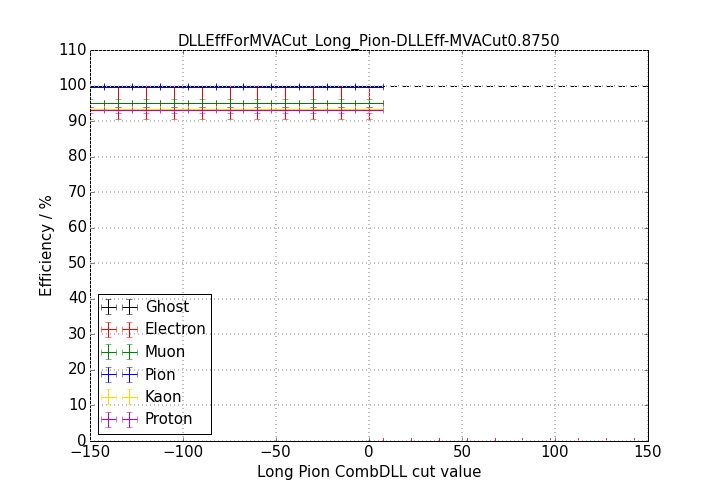 DLLEffForMVACut_Long_Pion-DLLEff-MVACut0.8750
110
100
90
80
70
60
50
40
30
20
10
0
Efficiency / %
Ghost
Electron
Muon
Pion
Kaon
Proton
−150 −100 −50 0 50 100 150
Long Pion CombDLL cut value